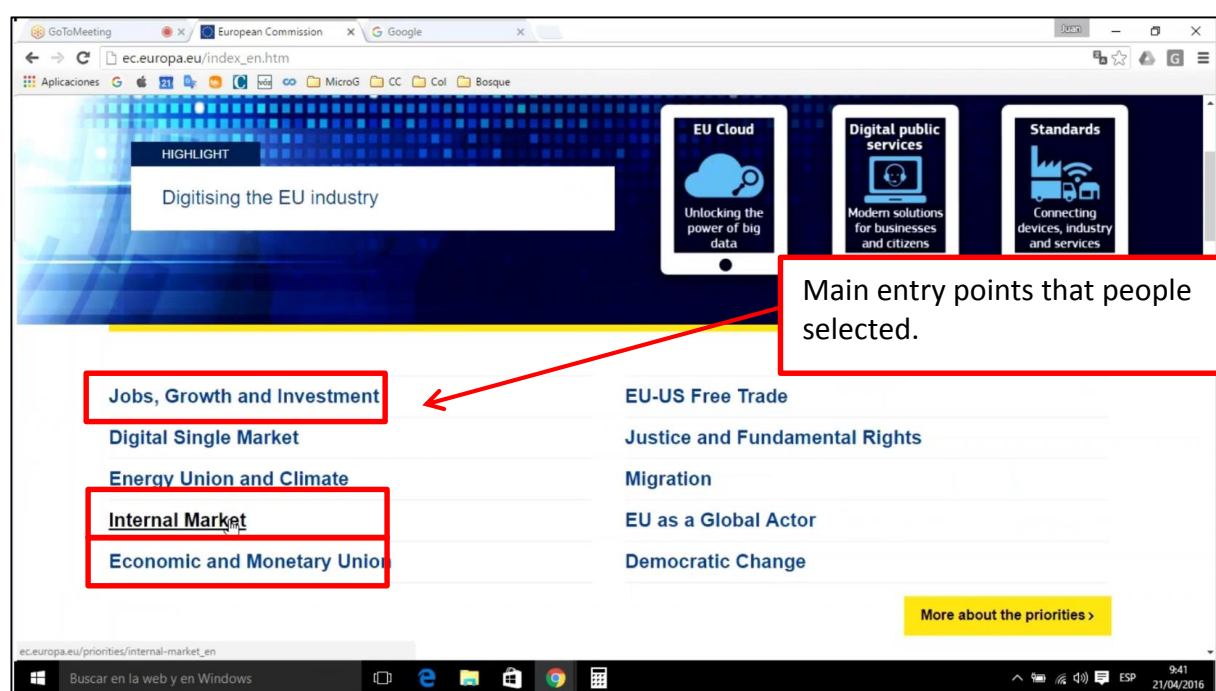 GoToMeeting
European Commission
Google
Juan
ec.europa.eu/index_en.htm
Aplicaciones
MicroG
CC
Col
Bosque
HIGHLIGHT
Digitising the EU industry
EU Cloud
Unlocking the
power of big
data
Digital public
services
Modern solutions
for businesses
and citizens
Standards
Connecting
devices, industry
and services
Main entry points that people
selected.
Jobs, Growth and Investment
Digital Single Market
Energy Union and Climate
Internal Market
Economic and Monetary Union
EU-US Free Trade
Justice and Fundamental Rights
Migration
EU as a Global Actor
Democratic Change
More about the priorities >
ec.europa.eu/priorities/internal-market_en
Buscar en la web y en Windows
ESP
9:41
21/04/2016